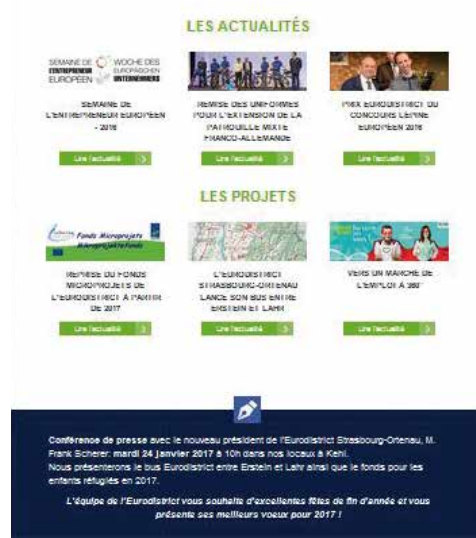 LES ACTUALITÉS
SEMAINE DE
L'ENTREPRENEUR
EUROPÉEN
WOCHE DES
EUROPÄISCHEN
UNTERNEHMERS
SEMAINE DE
L'ENTREPRENEUR EUROPÉEN
- 2016
Lire l'actualité
REMISE DES UNIFORMES
POUR L'EXTENSION DE LA
PATROUILLE MIXTE
FRANCO-ALLEMANDE
Lire l'actualité
PRIX EURODISTRICT DU
CONCOURS LÉPINE
EUROPÉEN 2016
Lire l'actualité
LES PROJETS
Fonds Microprojets
Mikroprojektefonds
REPRISE DU FONDS
MICROPROJETS DE
L'EURODISTRICT À PARTIR
DE 2017
Lire l'actualité
L'EURODISTRICT
STRASBOURG-ORTENAU
LANCE SON BUS ENTRE
ERSTEIN ET LAHR
Lire l'actualité
VERS UN MARCHÉ DE
L'EMPLOI À 360°
Lire l'actualité
Conférence de presse avec le nouveau président de l'Eurodistrict Strasbourg-Ortenau, M.
Frank Scherer: mardi 24 janvier 2017 à 10h dans nos locaux à Kehl.
Nous présenterons le bus Eurodistrict entre Erstein et Lahr ainsi que le fonds pour les
enfants réfugiés en 2017.
L'équipe de l'Eurodistrict vous souhaite d'excellentes fêtes de fin d'année et vous
présente ses meilleurs voeux pour 2017 !